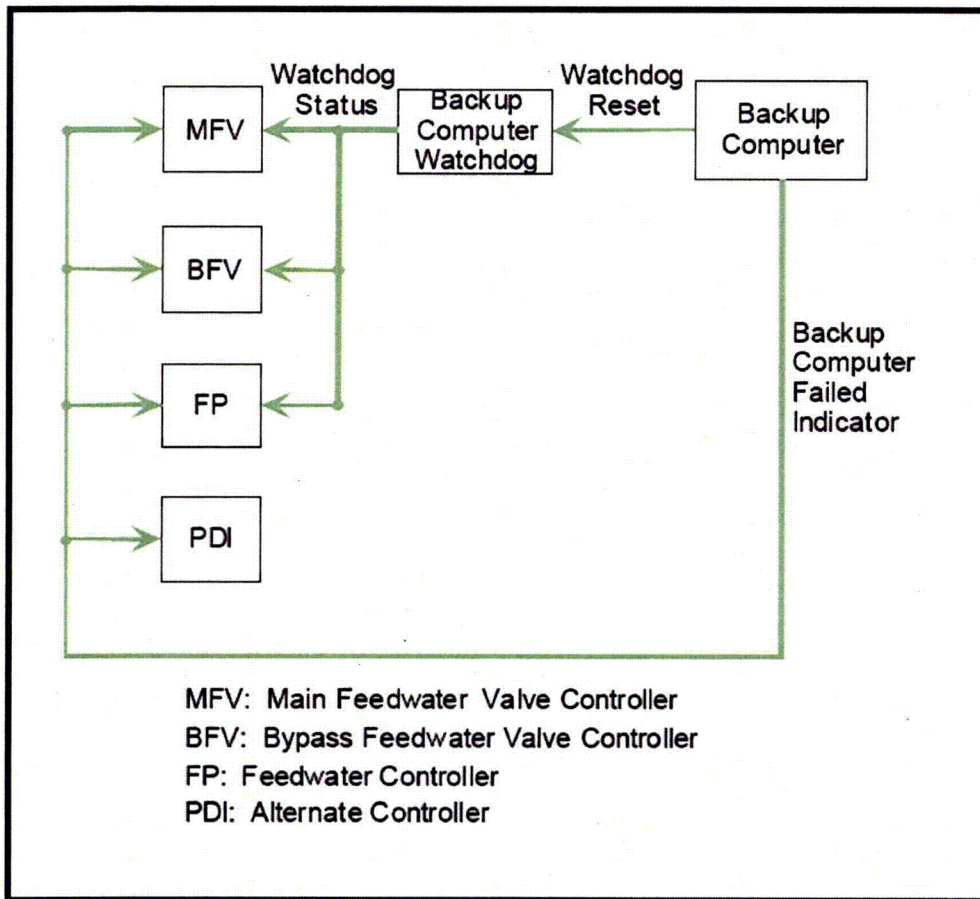 Watchdog
Status
Watchdog
Reset
MFV
Backup
Computer
Watchdog
Backup
Computer
BFV
FP
PDI
Backup
Computer
Failed
Indicator
MFV: Main Feedwater Valve Controller
BFV: Bypass Feedwater Valve Controller
FP: Feedwater Controller
PDI: Alternate Controller